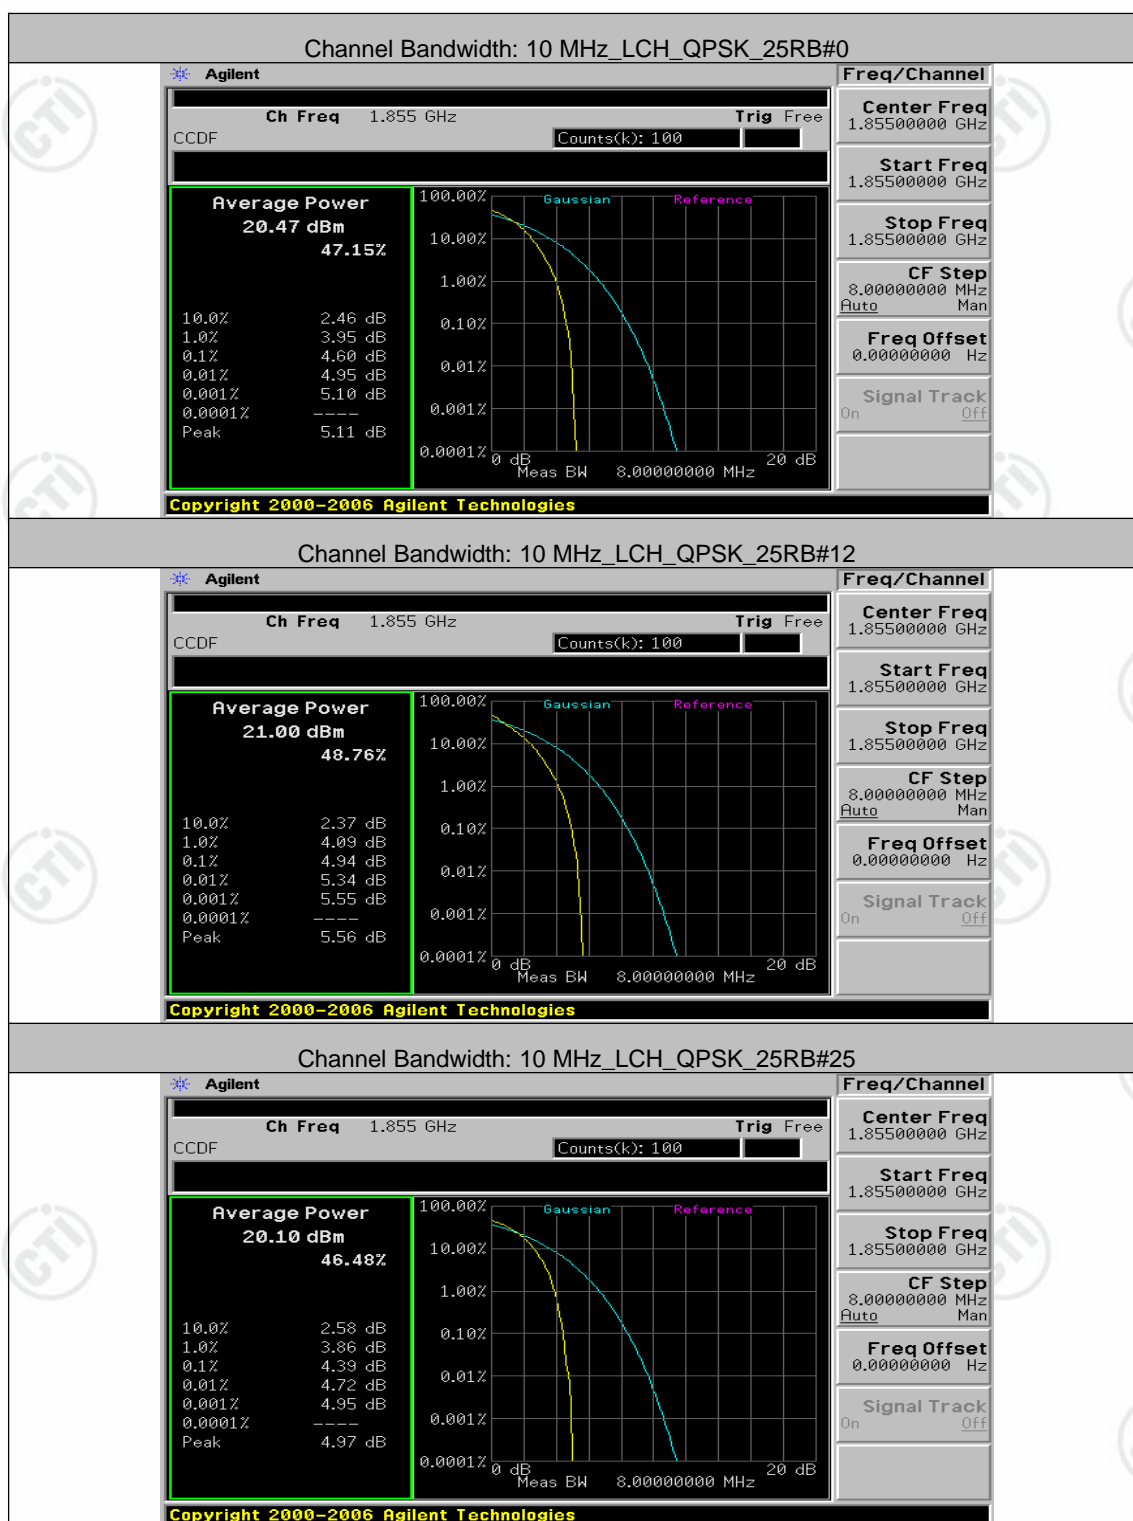 Channel Bandwidth: 10 MHz_LCH_QPSK_25RB#0
Agilent
Freq/Channel
Ch Freq 1.855 GHz Trig Free
CCDF Counts(k): 100
Center Freq
1.85500000 GHz
Start Freq
1.85500000 GHz
Stop Freq
1.85500000 GHz
CF Step
8.00000000 MHz
Auto Man
Freq Offset
0.00000000 Hz
Signal Track
On Off
Average Power
20.47 dBm
47.15%
10.0% 2.46 dB
1.0% 3.95 dB
0.1% 4.60 dB
0.01% 4.95 dB
0.001% 5.10 dB
0.0001% ----
Peak 5.11 dB
Gaussian Reference
100.00%
10.00%
1.00%
0.10%
0.01%
0.001%
0.0001%
0 dB 20 dB
Meas BW 8.00000000 MHz
Copyright 2000-2006 Agilent Technologies
Channel Bandwidth: 10 MHz_LCH_QPSK_25RB#12
Agilent
Freq/Channel
Ch Freq 1.855 GHz Trig Free
CCDF Counts(k): 100
Center Freq
1.85500000 GHz
Start Freq
1.85500000 GHz
Stop Freq
1.85500000 GHz
CF Step
8.00000000 MHz
Auto Man
Freq Offset
0.00000000 Hz
Signal Track
On Off
Average Power
21.00 dBm
48.76%
10.0% 2.37 dB
1.0% 4.09 dB
0.1% 4.94 dB
0.01% 5.34 dB
0.001% 5.55 dB
0.0001% ----
Peak 5.56 dB
Gaussian Reference
100.00%
10.00%
1.00%
0.10%
0.01%
0.001%
0.0001%
0 dB 20 dB
Meas BW 8.00000000 MHz
Copyright 2000-2006 Agilent Technologies
Channel Bandwidth: 10 MHz_LCH_QPSK_25RB#25
Agilent
Freq/Channel
Ch Freq 1.855 GHz Trig Free
CCDF Counts(k): 100
Center Freq
1.85500000 GHz
Start Freq
1.85500000 GHz
Stop Freq
1.85500000 GHz
CF Step
8.00000000 MHz
Auto Man
Freq Offset
0.00000000 Hz
Signal Track
On Off
Average Power
20.10 dBm
46.48%
10.0% 2.58 dB
1.0% 3.86 dB
0.1% 4.39 dB
0.01% 4.72 dB
0.001% 4.95 dB
0.0001% ----
Peak 4.97 dB
Gaussian Reference
100.00%
10.00%
1.00%
0.10%
0.01%
0.001%
0.0001%
0 dB 20 dB
Meas BW 8.00000000 MHz
Copyright 2000-2006 Agilent Technologies
CTI
CTI
CTI
CTI
CTI
CTI
CTI
CTI